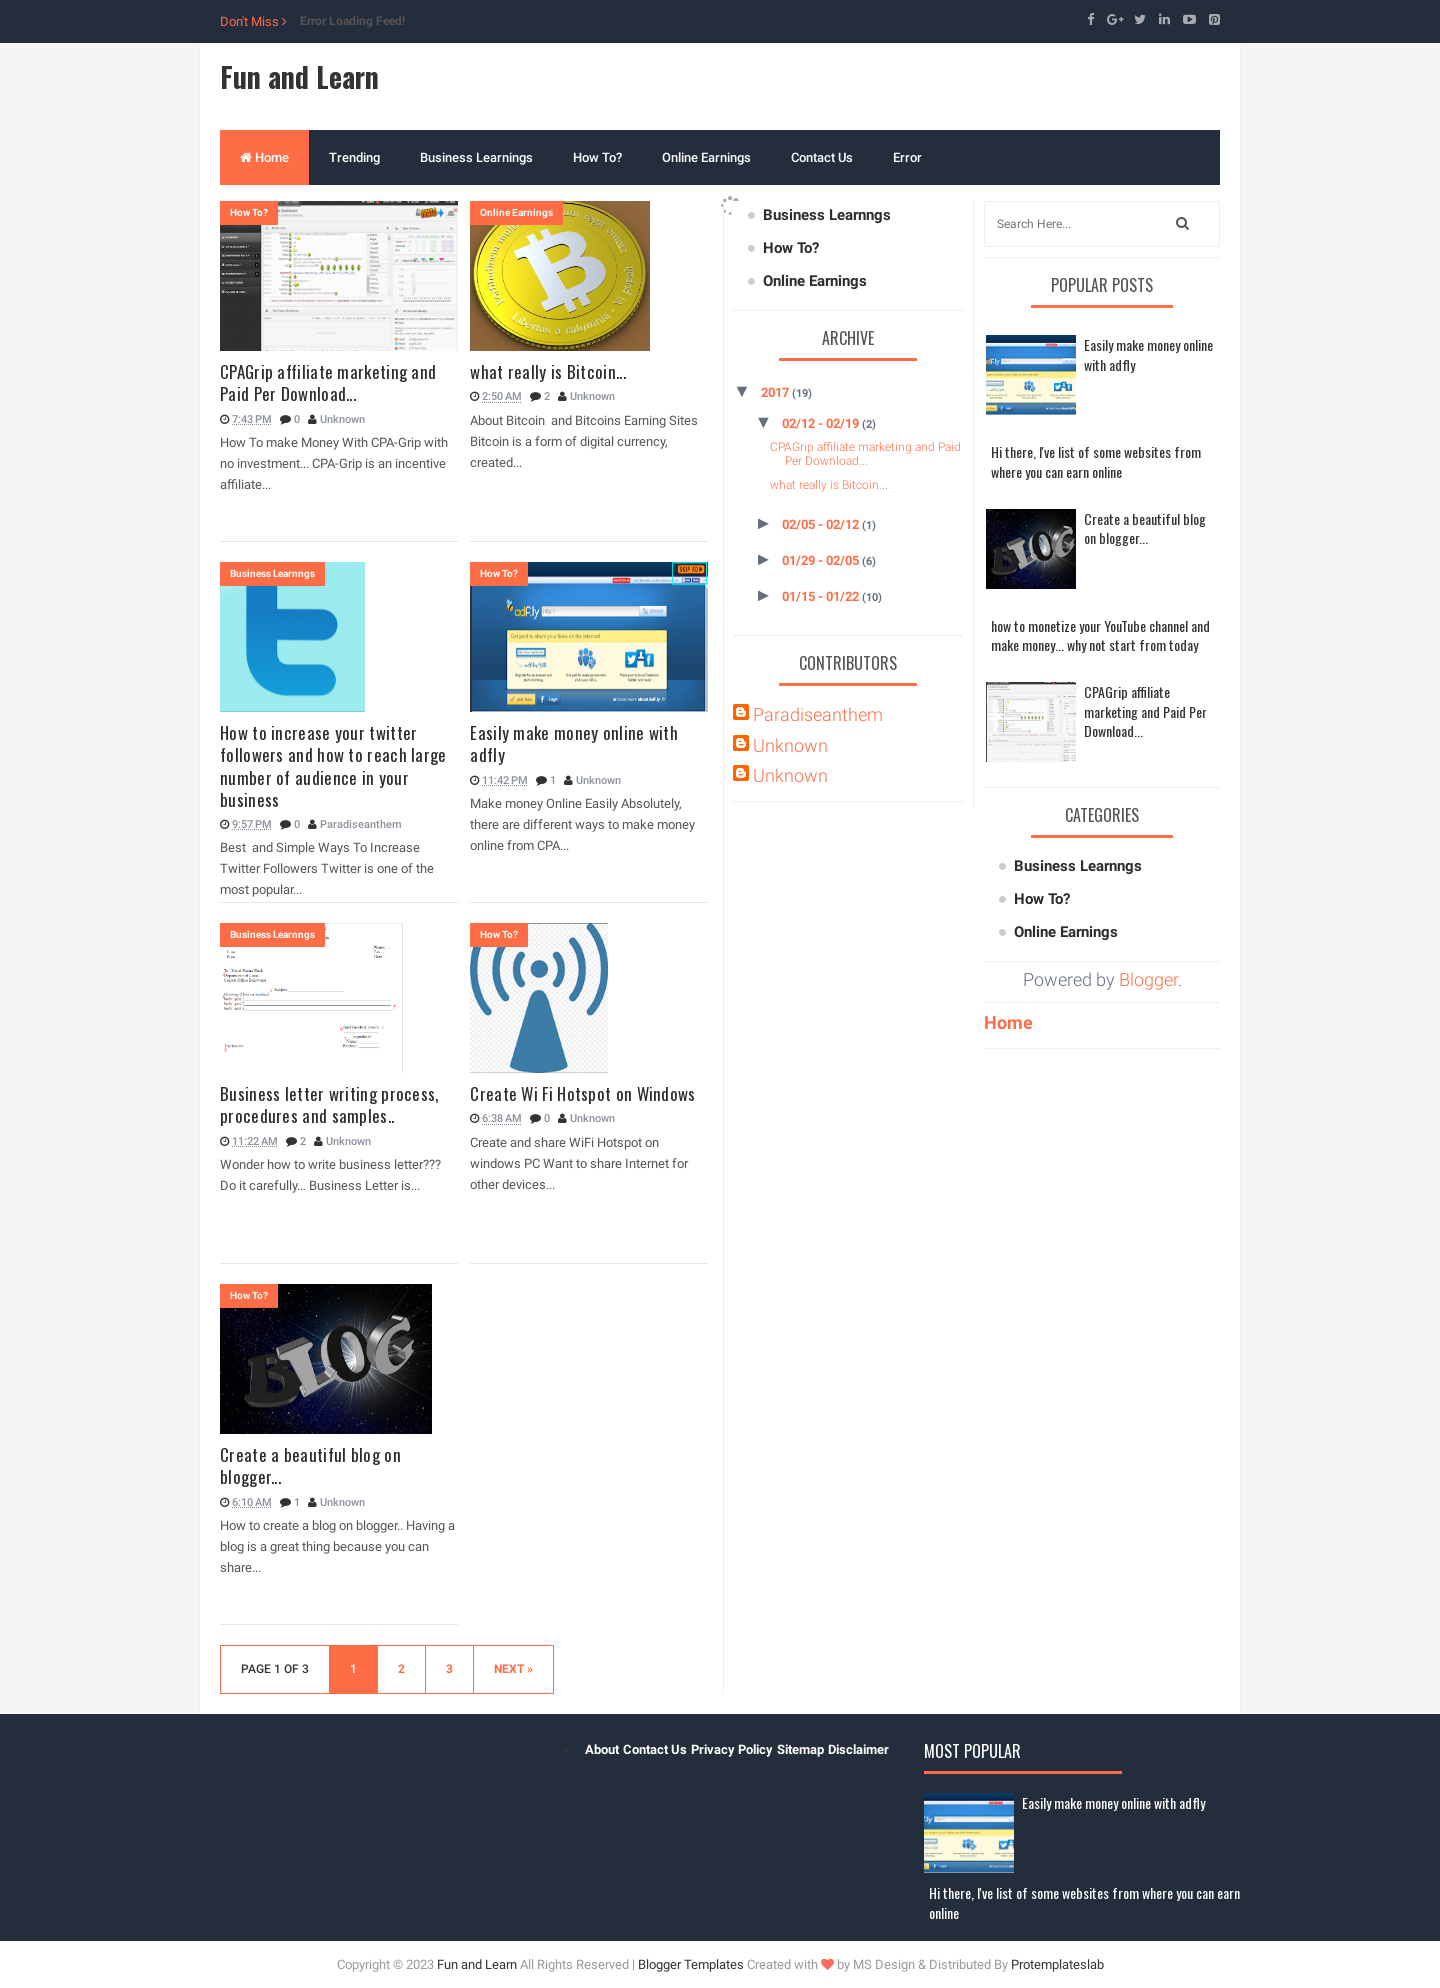 Don't Miss
Error Loading Feed!
Fun and Learn
Home
Trending
Business Learnings
How To?
Online Earnings
Contact Us
Error
How To?
CPAGrip affiliate marketing and
Paid Per Download...
7:43 PM 0 Unknown
How To make Money With CPA-Grip with
no investment... CPA-Grip is an incentive
affiliate...
Online Earnings
what really is Bitcoin...
2:50 AM 2 Unknown
About Bitcoin and Bitcoins Earning Sites
Bitcoin is a form of digital currency,
created...
Business Learnngs
How to increase your twitter
followers and how to reach large
number of audience in your
business
9:57 PM 0 Paradiseanthem
Best and Simple Ways To Increase
Twitter Followers Twitter is one of the
most popular...
How To?
SKIP AD
adf.ly
Easily make money online with
adfly
11:42 PM 1 Unknown
Make money Online Easily Absolutely,
there are different ways to make money
online from CPA...
Business Learnngs
Business letter writing process,
procedures and samples..
11:22 AM 2 Unknown
Wonder how to write business letter???
Do it carefully... Business Letter is...
How To?
Create Wi Fi Hotspot on Windows
6:38 AM 0 Unknown
Create and share WiFi Hotspot on
windows PC Want to share Internet for
other devices...
How To?
BLOG
Create a beautiful blog on
blogger...
6:10 AM 1 Unknown
How to create a blog on blogger.. Having a
blog is a great thing because you can
share...
PAGE 1 OF 3
1
2
3
NEXT »
Business Learnngs
How To?
Online Earnings
ARCHIVE
▼ 2017 (19)
▼ 02/12 - 02/19 (2)
CPAGrip affiliate marketing and Paid
Per Download...
what really is Bitcoin...
► 02/05 - 02/12 (1)
► 01/29 - 02/05 (6)
► 01/15 - 01/22 (10)
CONTRIBUTORS
Paradiseanthem
Unknown
Unknown
Search Here...
POPULAR POSTS
Easily make money online
with adfly
Hi there, I've list of some websites from
where you can earn online
BLOG
Create a beautiful blog
on blogger...
how to monetize your YouTube channel and
make money... why not start from today
CPAGrip affiliate
marketing and Paid Per
Download...
CATEGORIES
Business Learnngs
How To?
Online Earnings
Powered by Blogger.
Home
About Contact Us Privacy Policy Sitemap Disclaimer
MOST POPULAR
Easily make money online with adfly
Hi there, I've list of some websites from where you can earn
online
Copyright © 2023 Fun and Learn All Rights Reserved | Blogger Templates Created with ❤ by MS Design & Distributed By Protemplateslab